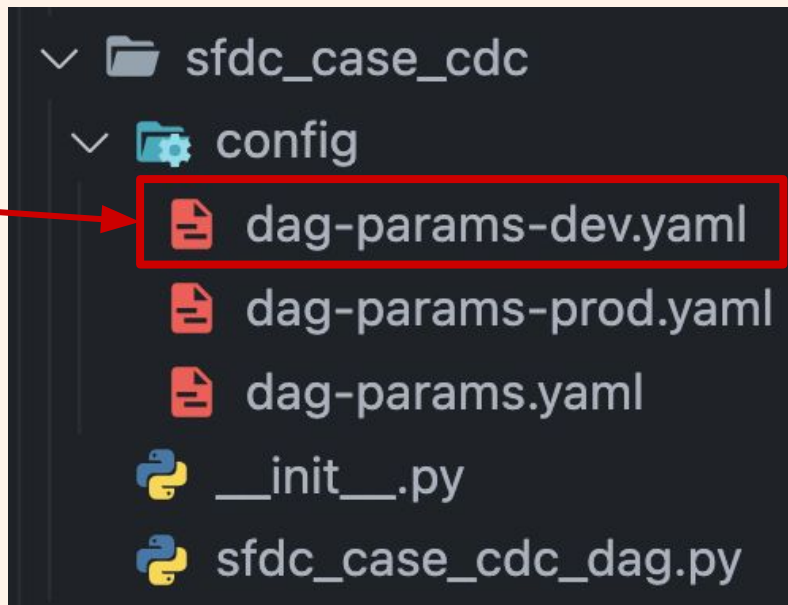 sfdc_case_cdc
config
dag-params-dev.yaml
dag-params-prod.yaml
dag-params.yaml
__init__.py
sfdc_case_cdc_dag.py